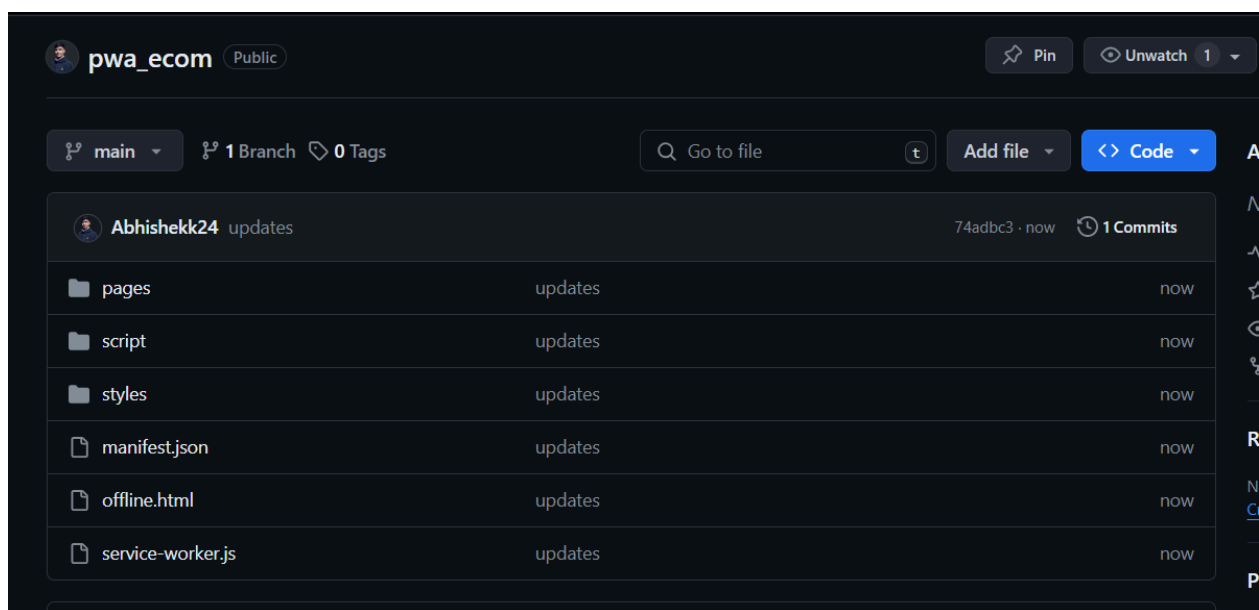 pwa_ecom Public Pin Unwatch 1
main 1 Branch 0 Tags Go to file t Add file Code
Abhishekk24 updates 74adbc3 · now 1 Commits
pages updates now
script updates now
styles updates now
manifest.json updates now
offline.html updates now
service-worker.js updates now